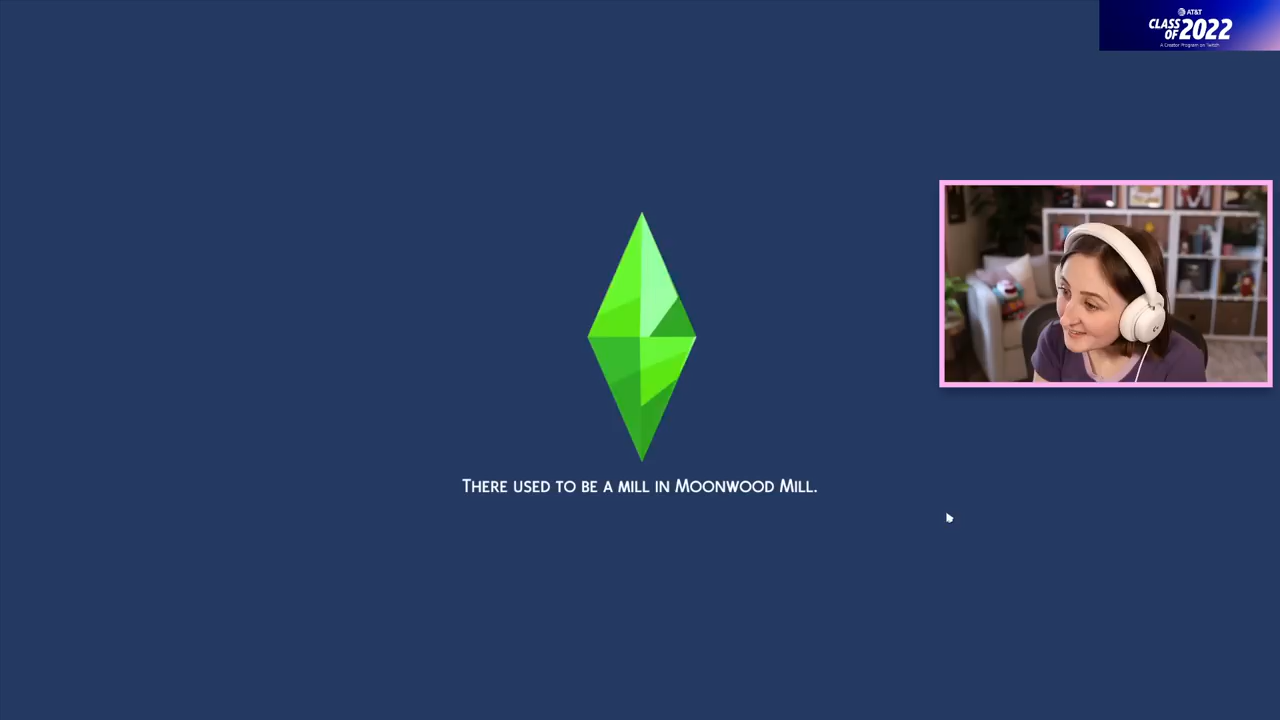 AT&T
CLASS
OF 2022
A Creator Program on Twitch
There used to be a mill in Moonwood Mill.